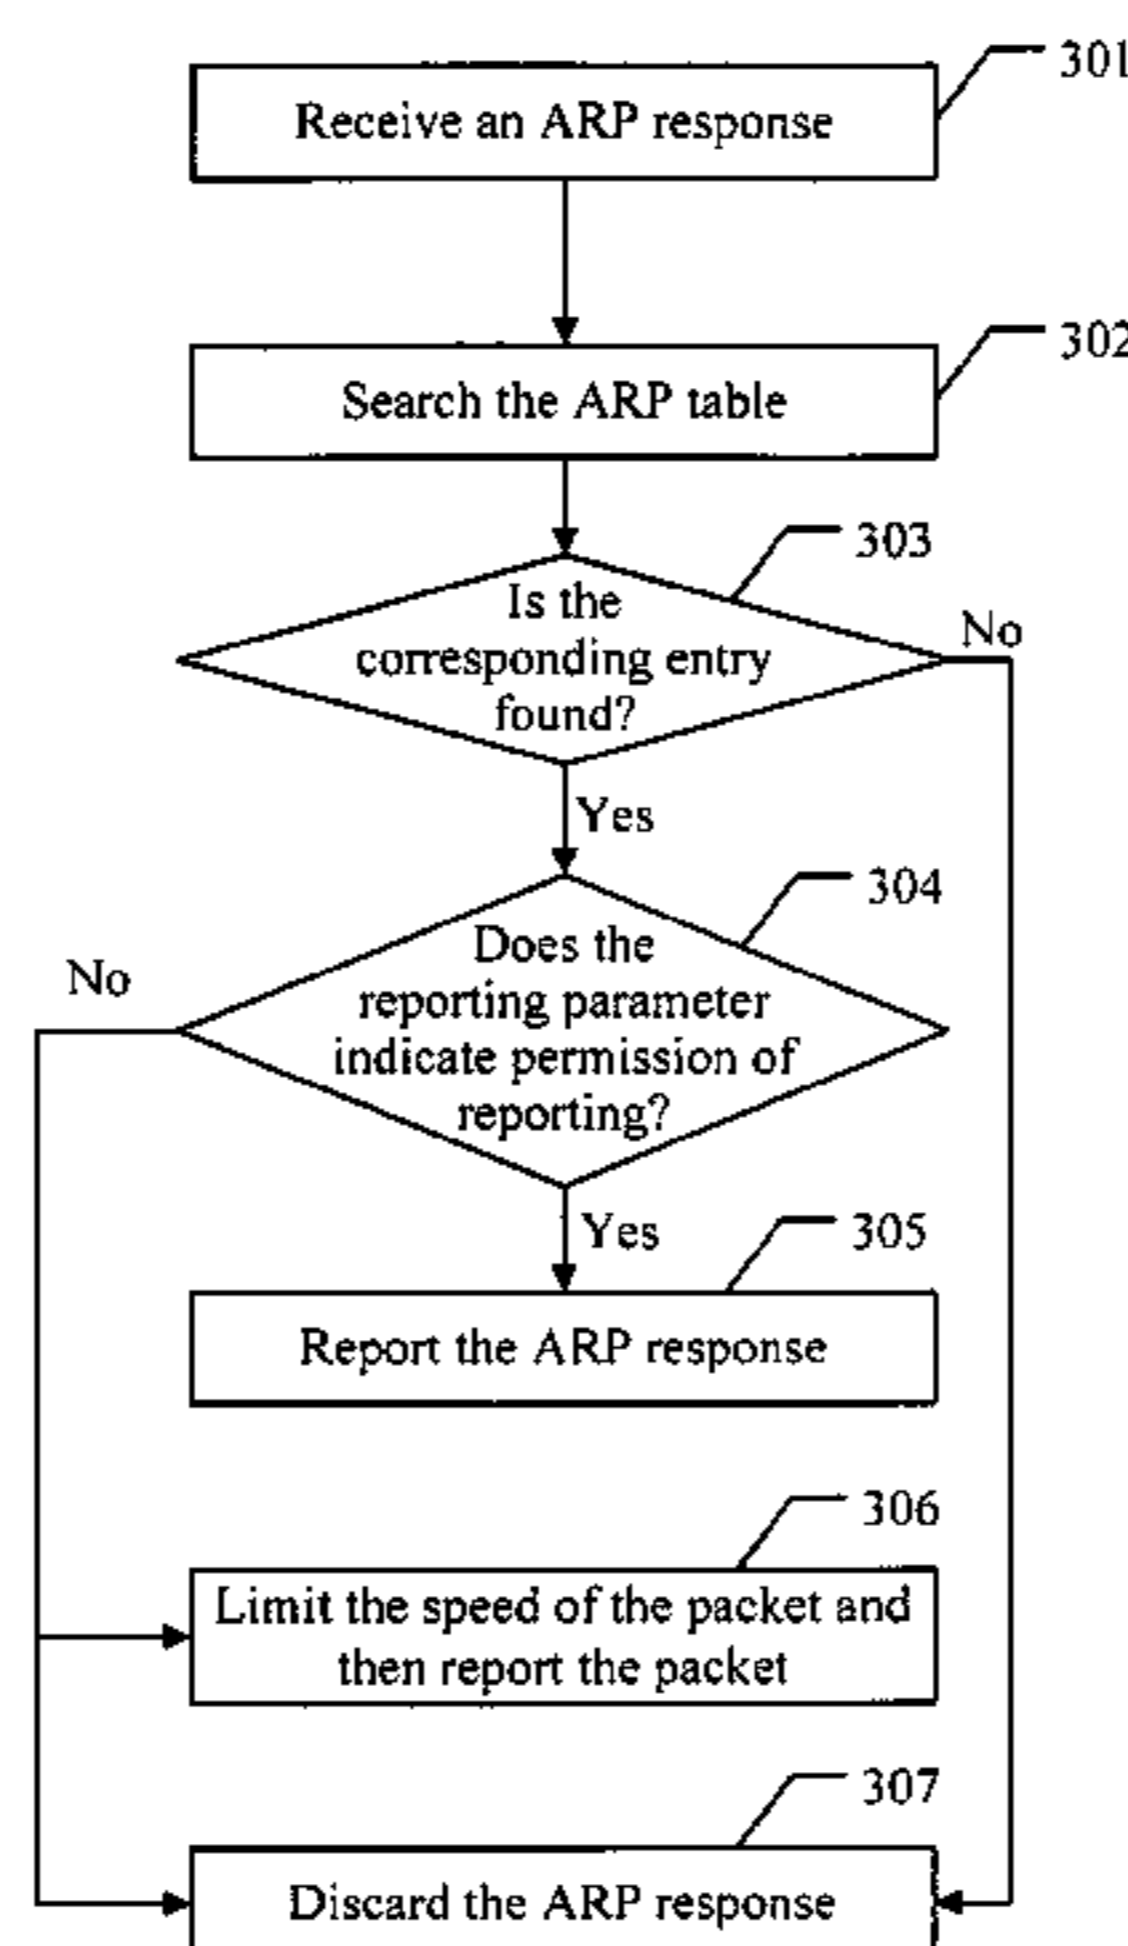 301
Receive an ARP response
302
Search the ARP table
303
Is the
corresponding entry
found?
No
Yes
304
Does the
reporting parameter
indicate permission of
reporting?
No
Yes
305
Report the ARP response
306
Limit the speed of the packet and
then report the packet
307
Discard the ARP response